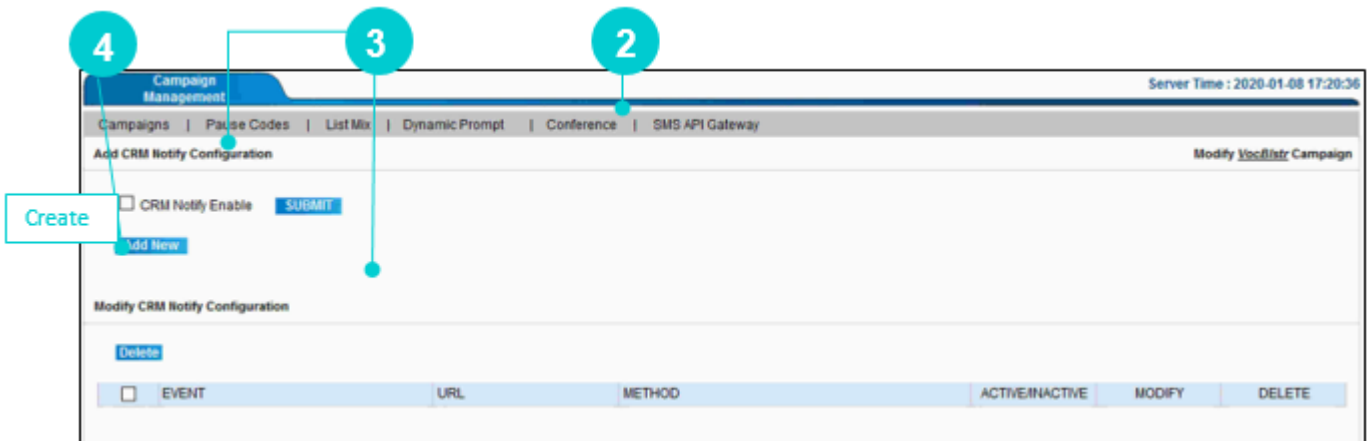 4 3 2
Campaign
Management
Server Time : 2020-01-08 17:20:36
Campaigns | Pause Codes | List Mix | Dynamic Prompt | Conference | SMS API Gateway
Add CRM Notify Configuration Modify VocBlstr Campaign
Create
CRM Notify Enable SUBMIT
Add New
Modify CRM Notify Configuration
Delete
EVENT URL METHOD ACTIVE/INACTIVE MODIFY DELETE